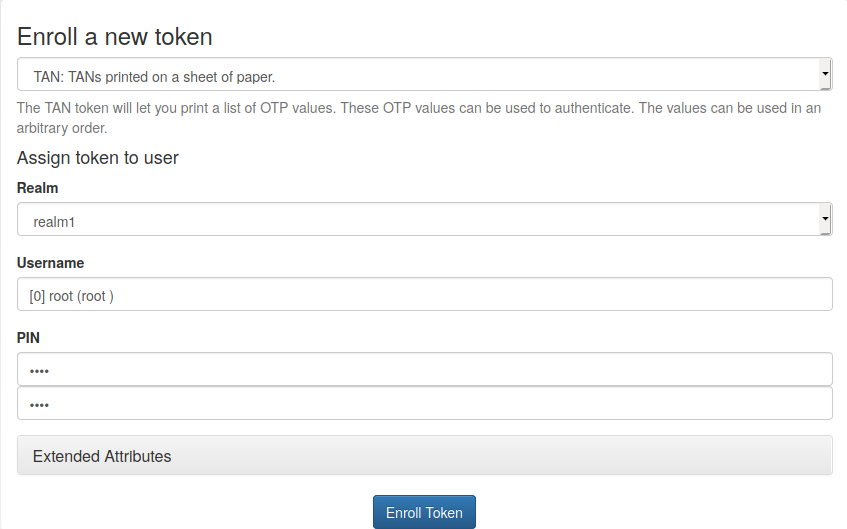 Enroll a new token
TAN: TANs printed on a sheet of paper.
The TAN token will let you print a list of OTP values. These OTP values can be used to authenticate. The values can be used in an
arbitrary order.
Assign token to user
Realm
realm1
Username
[0] root (root )
PIN
••••
••••
Extended Attributes
Enroll Token